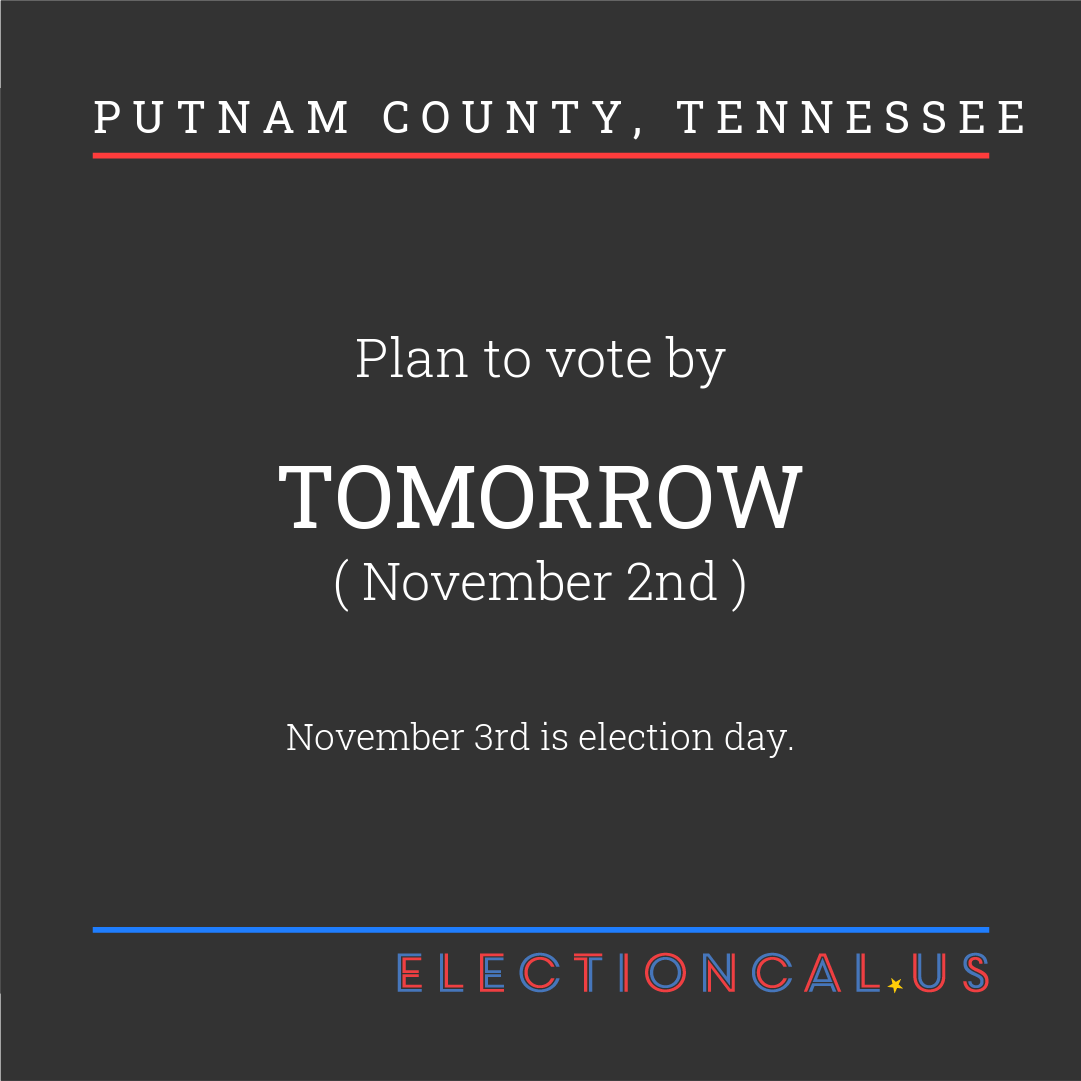 PUTNAM COUNTY, TENNESSEE
Plan to vote by
TOMORROW
( November 2nd )
November 3rd is election day.
ELECTIONCAL.US